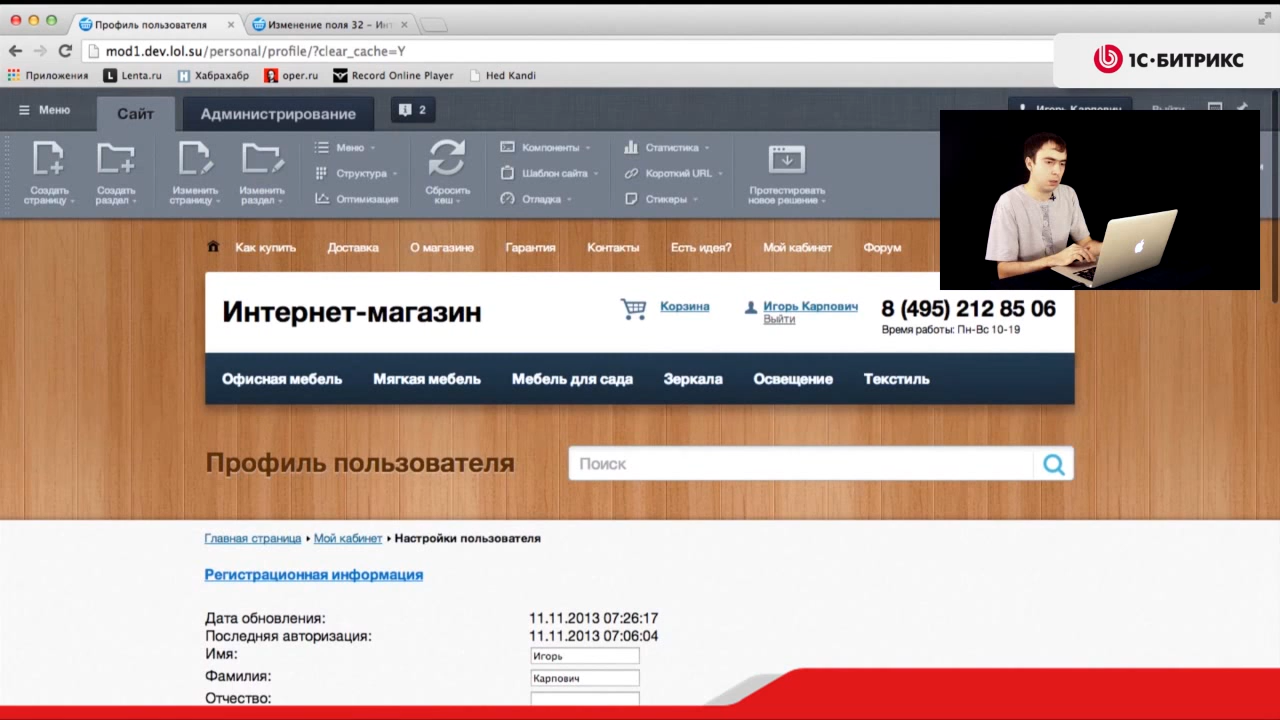 Профиль пользователя
Изменение поля 32 – Инт
mod1.dev.lol.su/personal/profile/?clear_cache=Y
1С·БИТРИКС
Приложения
Lenta.ru
Хабрахабр
oper.ru
Record Online Player
Hed Kandi
Меню
Сайт
Администрирование
2
Игорь Карпович
Выйти
Создать страницу
Создать раздел
Изменить страницу
Изменить раздел
Меню
Структура
Оптимизация
Сбросить кеш
Компоненты
Шаблон сайта
Отладка
Статистика
Короткий URL
Стикеры
Протестировать новое решение
Как купить
Доставка
О магазине
Гарантия
Контакты
Есть идея?
Мой кабинет
Форум
Интернет-магазин
Корзина
Игорь Карпович
Выйти
8 (495) 212 85 06
Время работы: Пн-Вс 10-19
Офисная мебель
Мягкая мебель
Мебель для сада
Зеркала
Освещение
Текстиль
Профиль пользователя
Поиск
Главная страница
Мой кабинет
Настройки пользователя
Регистрационная информация
Дата обновления: 11.11.2013 07:26:17
Последняя авторизация: 11.11.2013 07:06:04
Имя: Игорь
Фамилия: Карпович
Отчество: